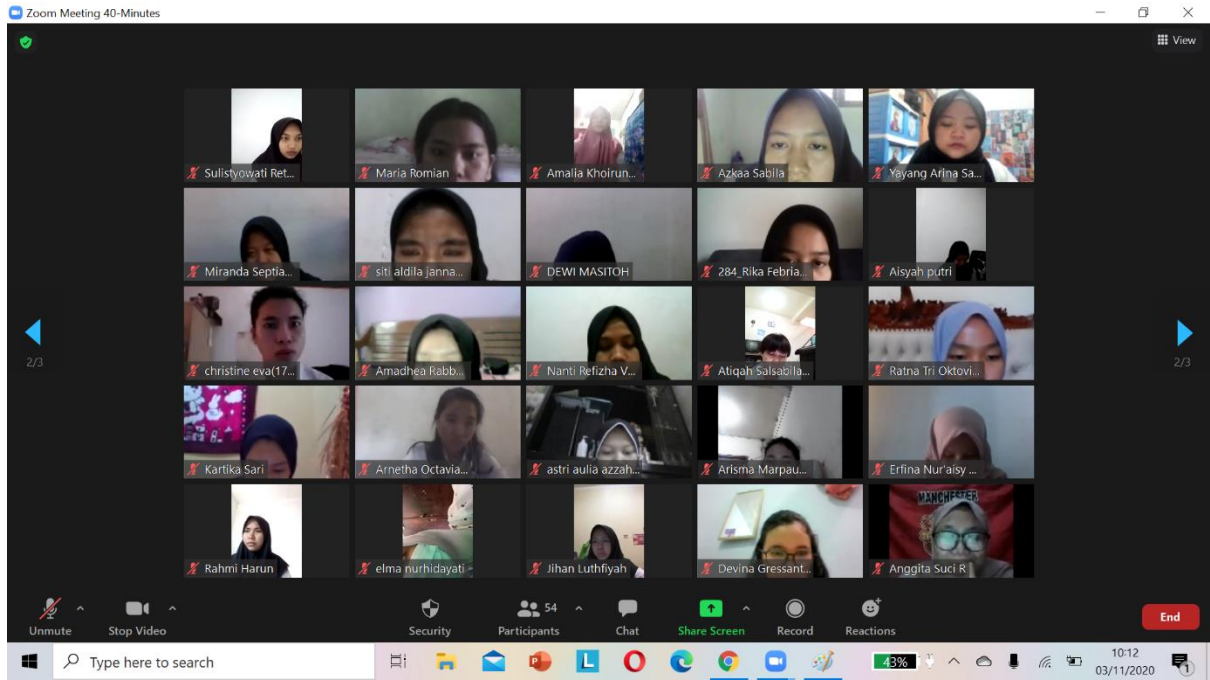 Zoom Meeting 40-Minutes
View
Sulistyowati Ret...
Maria Romian
Amalia Khoirun...
Azkaa Sabila
Yayang Arina Sa...
Miranda Septia...
siti aldila janna...
DEWI MASITOH
284_Rika Febria...
Aisyah putri
christine eva(17...
Amadhea Rabb...
Nanti Refizha V...
Atiqah Salsabila...
Ratna Tri Oktovi...
2/3
2/3
Kartika Sari
Arnetha Octavia...
astri aulia azzah...
Arisma Marpau...
Erfina Nur'aisy ...
MANCHESTER
Rahmi Harun
elma nurhidayati
Jihan Luthfiyah
Devina Gressant...
Anggita Suci R
54
Unmute
Stop Video
Security
Participants
Chat
Share Screen
Record
Reactions
End
Type here to search
43%
10:12
03/11/2020
1